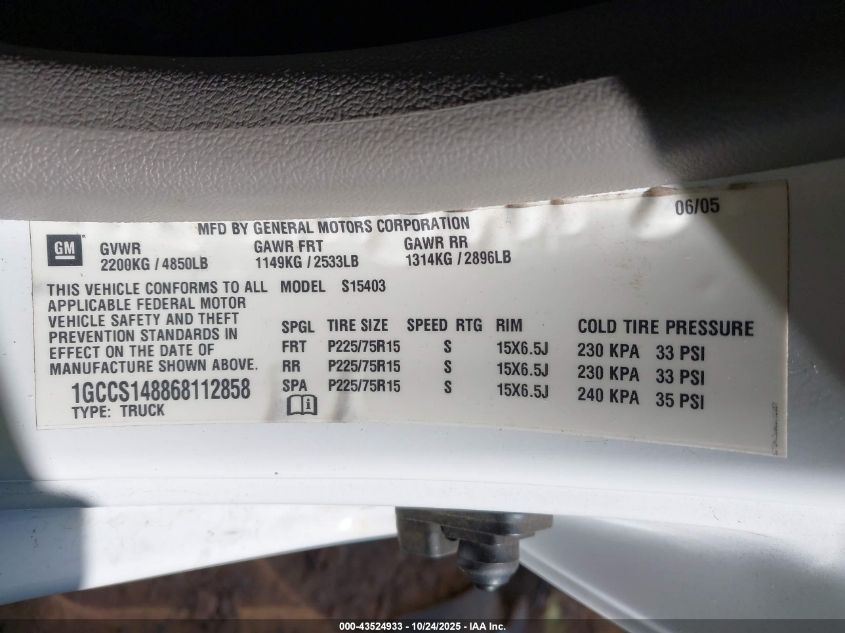 MFD BY GENERAL MOTORS CORPORATION
06/05
GM
GVWR GAWR FRT GAWR RR
2200KG / 4850LB 1149KG / 2533LB 1314KG / 2896LB
THIS VEHICLE CONFORMS TO ALL
APPLICABLE FEDERAL MOTOR
VEHICLE SAFETY AND THEFT
PREVENTION STANDARDS IN
EFFECT ON THE DATE OF
MANUFACTURE SHOWN ABOVE.
1GCCS148868112858
TYPE: TRUCK
MODEL S15403
SPGL TIRE SIZE SPEED RTG RIM COLD TIRE PRESSURE
FRT P225/75R15 S 15X6.5J 230 KPA 33 PSI
RR P225/75R15 S 15X6.5J 230 KPA 33 PSI
SPA P225/75R15 S 15X6.5J 240 KPA 35 PSI
000-43524933 - 10/24/2025 - IAA Inc.